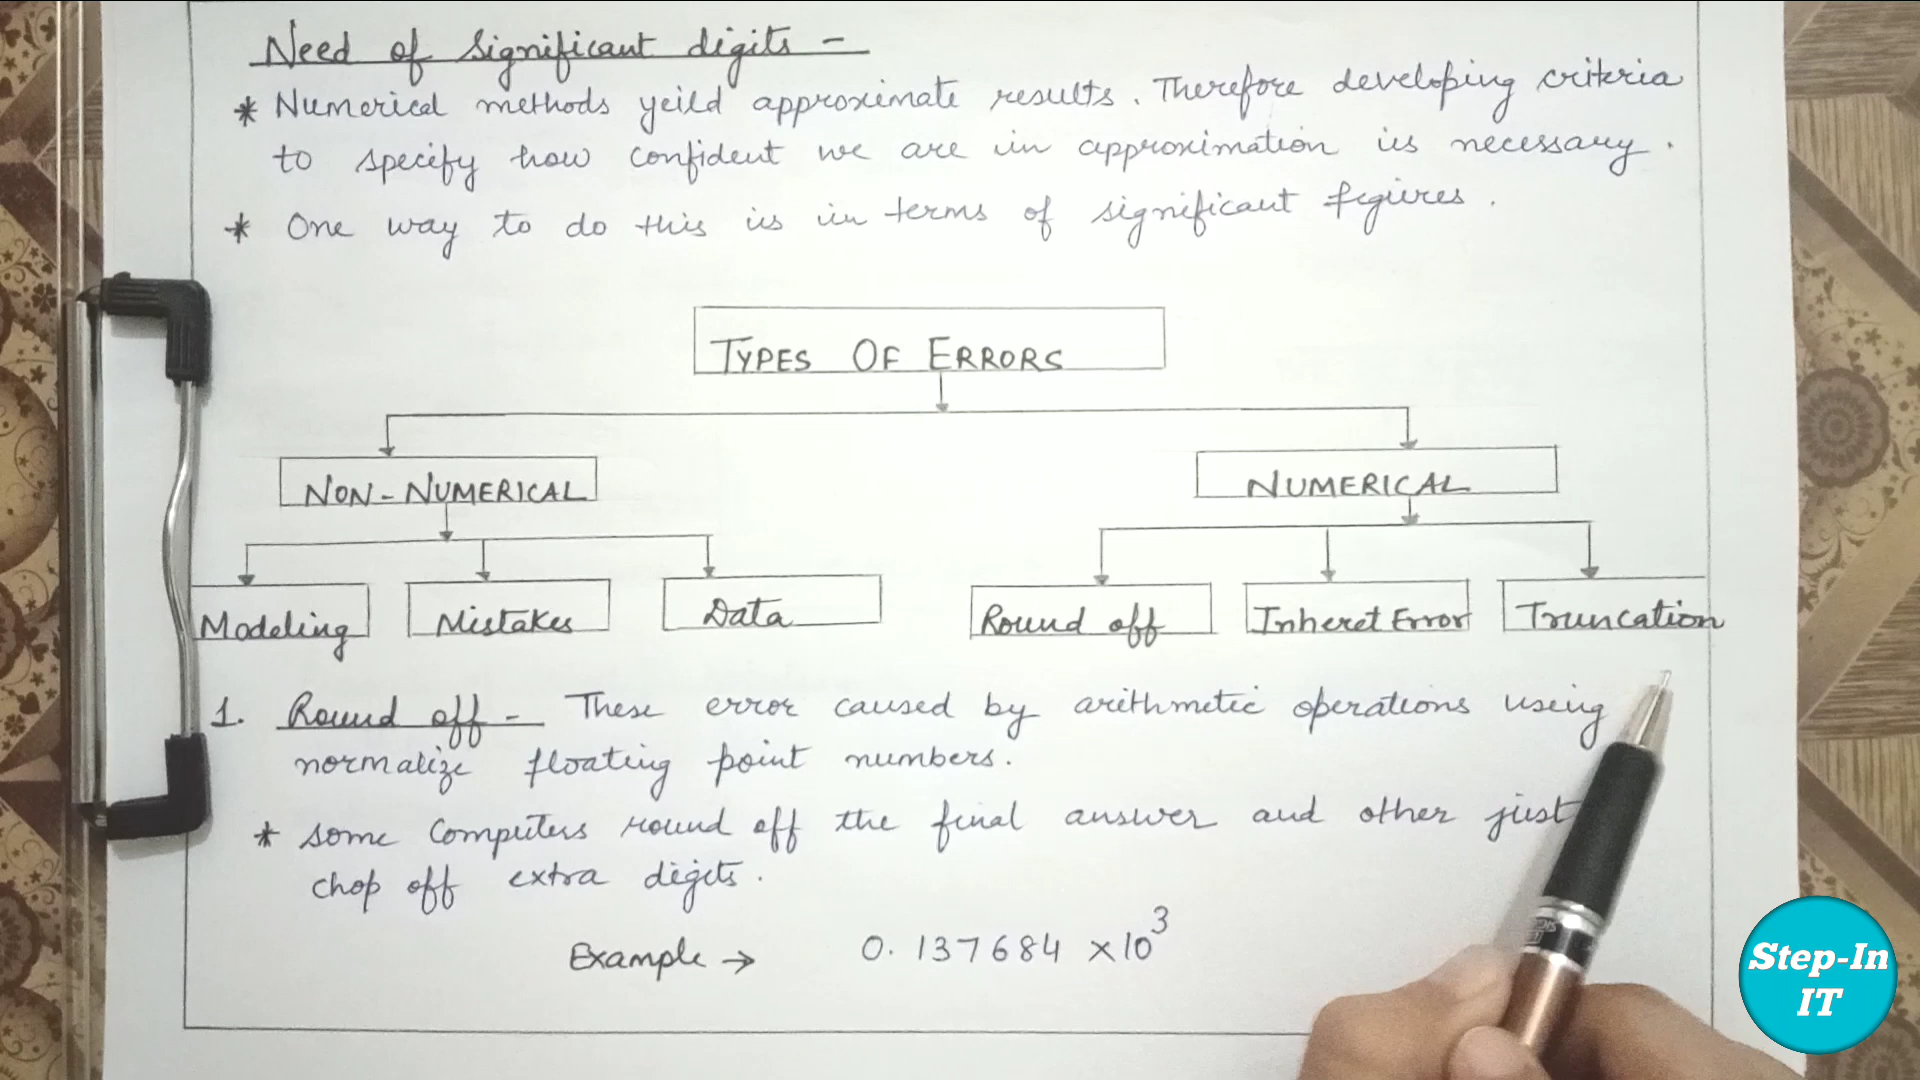 Need of significant digits -
* Numerical methods yeild approximate results. Therefore developing criteria
to specify how confident we are in approximation is necessary.
* One way to do this is in terms of significant figures.
TYPES OF ERRORS
NON-NUMERICAL
NUMERICAL
Modeling
Mistakes
Data
Round off
Inheret Error
Truncation
1. Round off - These error caused by arithmetic operations using
normalize floating point numbers.
* some Computers round off the final answer and other just
chop off extra digits.
Example → 0.137684 ×10³
Step-In
IT